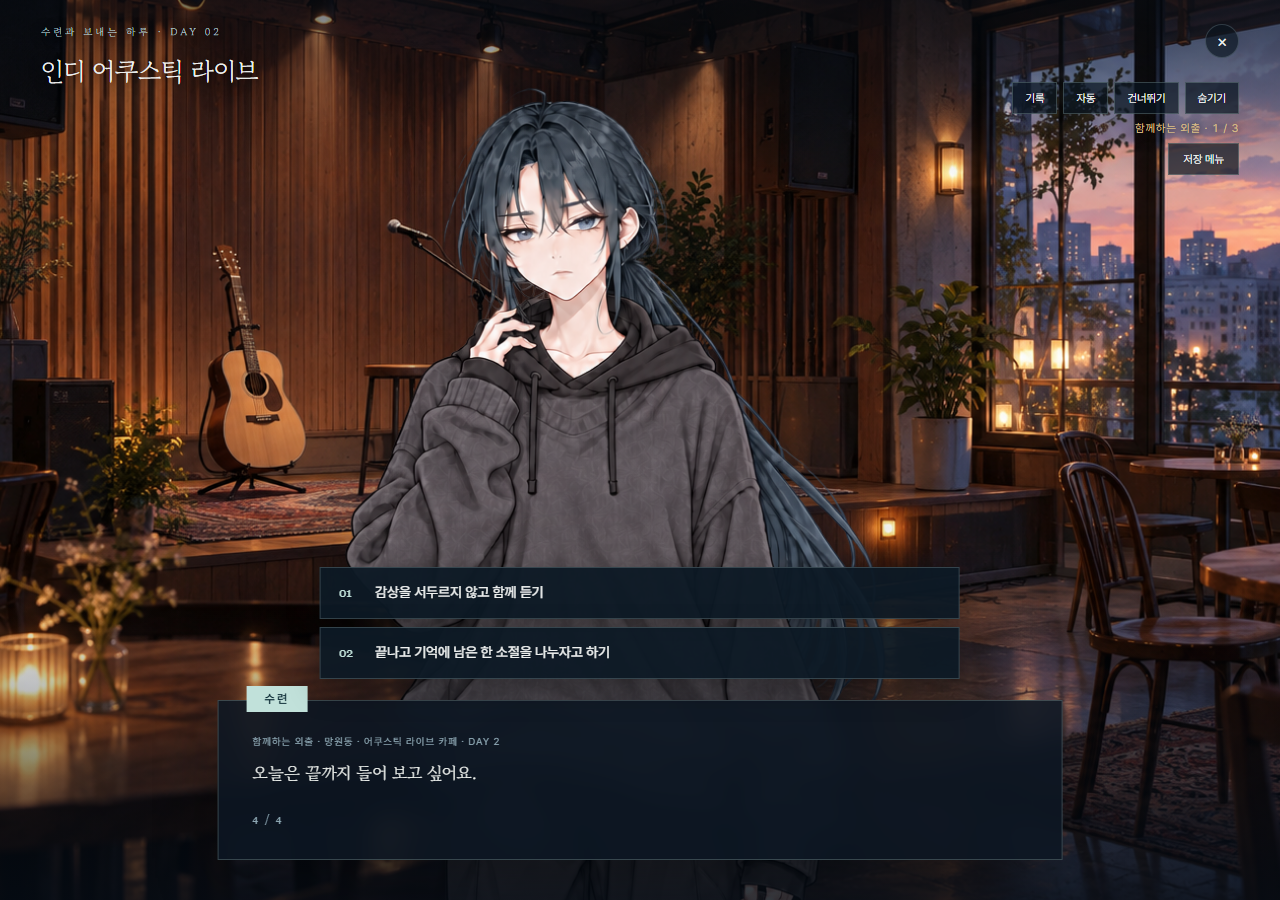 수련과 보내는 하루 · DAY 02
인디 어쿠스틱 라이브
×
기록 자동 건너뛰기 숨기기
함께하는 외출 · 1 / 3
저장 메뉴
01 감상을 서두르지 않고 함께 듣기
02 끝나고 기억에 남은 한 소절을 나누자고 하기
수련
함께하는 외출 · 망원동 · 어쿠스틱 라이브 카페 · DAY 2
오늘은 끝까지 들어 보고 싶어요.
4 / 4